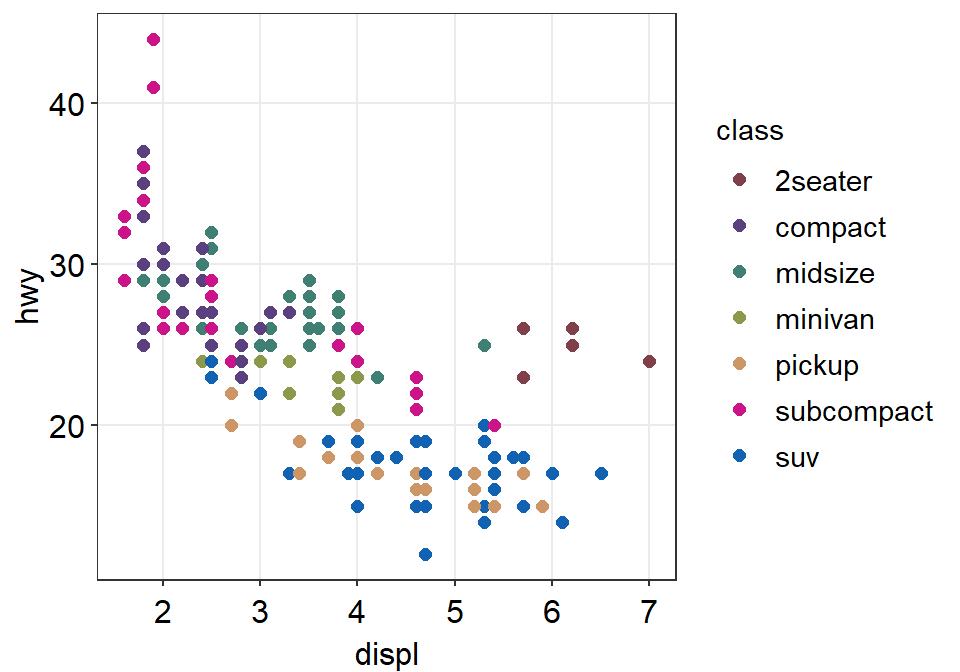 hwy
40
30
20
2 3 4 5 6 7
displ
class
2seater
compact
midsize
minivan
pickup
subcompact
suv